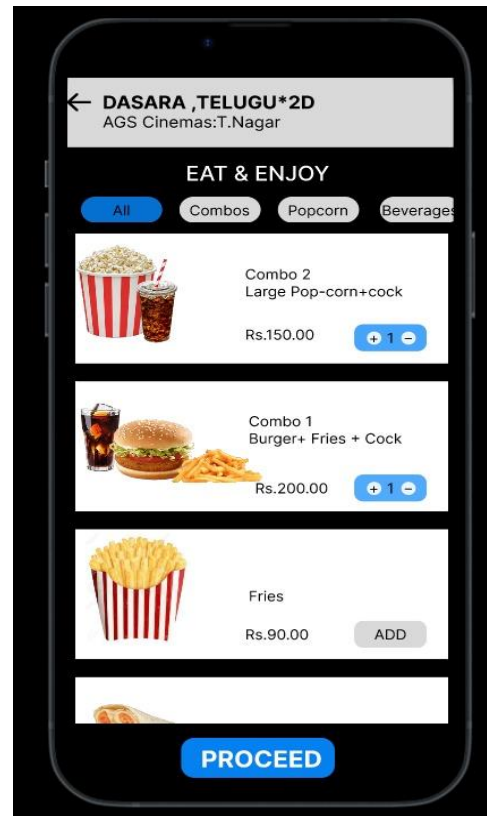 DASARA ,TELUGU*2D
AGS Cinemas:T.Nagar
EAT & ENJOY
All Combos Popcorn Beverages
Combo 2
Large Pop-corn+cock
Rs.150.00 + 1 −
Combo 1
Burger+ Fries + Cock
Rs.200.00 + 1 −
Fries
Rs.90.00 ADD
PROCEED